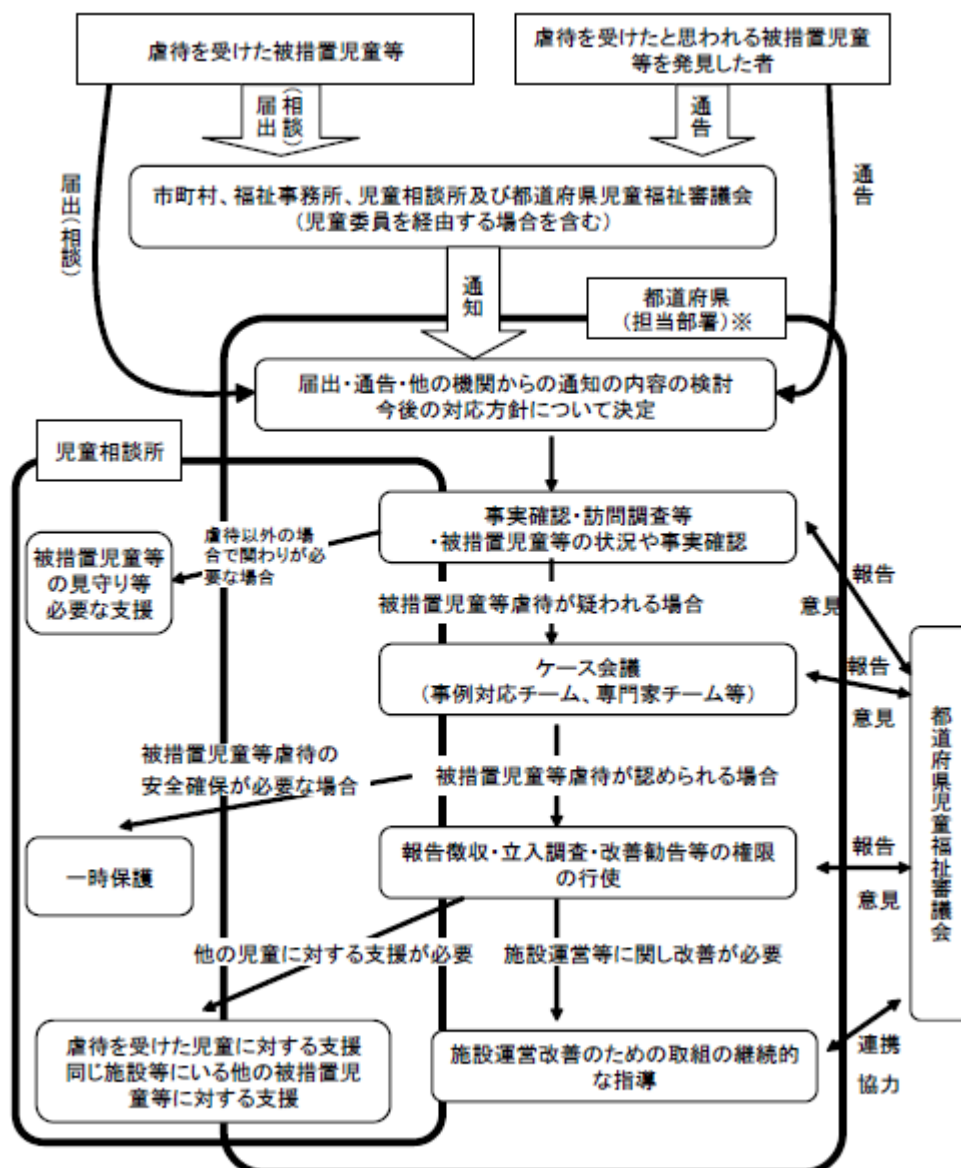 虐待を受けた被措置児童等
虐待を受けたと思われる被措置児童
等を発見した者
届出
(相談)
通告
届出(相談)
通告
市町村、福祉事務所、児童相談所及び都道府県児童福祉審議会
(児童委員を経由する場合を含む)
通知
都道府県
(担当部署)※
届出・通告・他の機関からの通知の内容の検討
今後の対応方針について決定
児童相談所
事実確認・訪問調査等
・被措置児童等の状況や事実確認
虐待以外の場
合で関わりが必
要な場合
被措置児童等
の見守り等
必要な支援
報告
意見
被措置児童等虐待が疑われる場合
ケース会議
(事例対応チーム、専門家チーム等)
報告
意見
都道府県児童福祉審議会
被措置児童等虐待の
安全確保が必要な場合
被措置児童等虐待が認められる場合
一時保護
報告徴収・立入調査・改善勧告等の権限
の行使
報告
意見
他の児童に対する支援が必要
施設運営等に関し改善が必要
虐待を受けた児童に対する支援
同じ施設等にいる他の被措置児
童等に対する支援
施設運営改善のための取組の継続的
な指導
連携
協力